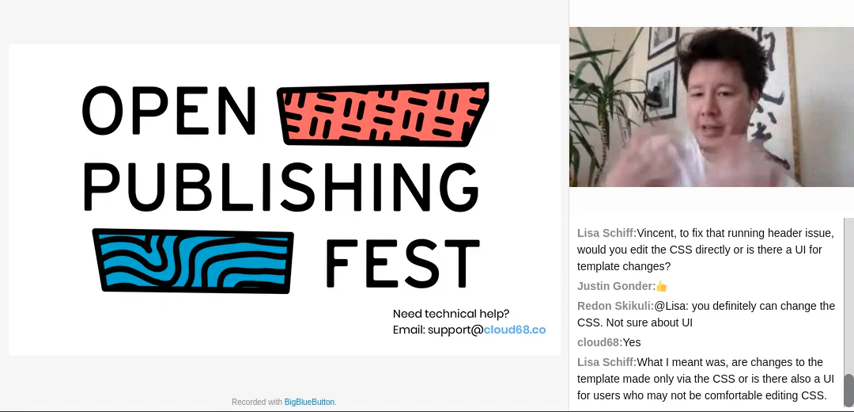 OPEN
PUBLISHING
FEST
Need technical help?
Email: support@cloud68.co
Recorded with BigBlueButton.
Lisa Schiff:Vincent, to fix that running header issue,
would you edit the CSS directly or is there a UI for
template changes?
Justin Gonder:👍
Redon Skikuli:@Lisa: you definitely can change the
CSS. Not sure about UI
cloud68:Yes
Lisa Schiff:What I meant was, are changes to the
template made only via the CSS or is there also a UI
for users who may not be comfortable editing CSS.